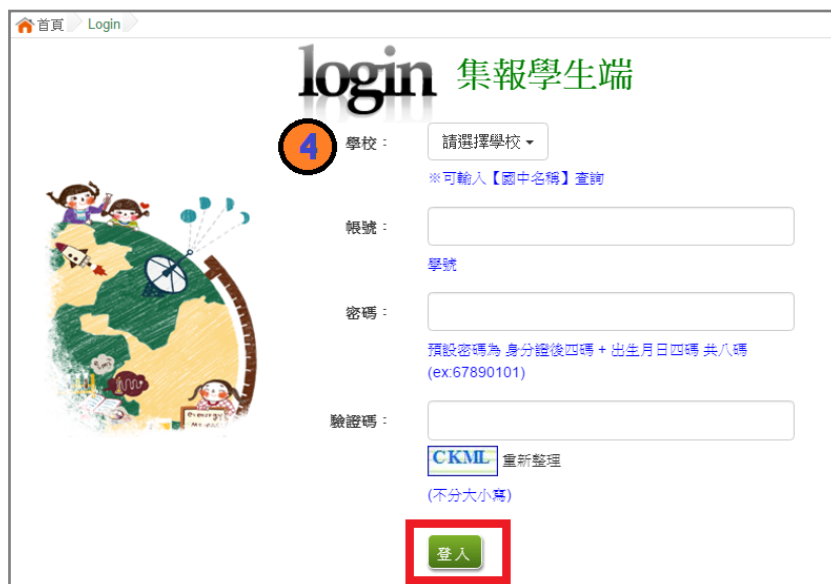 首頁 Login
login 集報學生端
4 學校： 請選擇學校
※可輸入【國中名稱】查詢
帳號：
學號
密碼：
預設密碼為 身分證後四碼 + 出生月日四碼 共八碼
(ex:67890101)
驗證碼：
CKML 重新整理
(不分大小寫)
登入